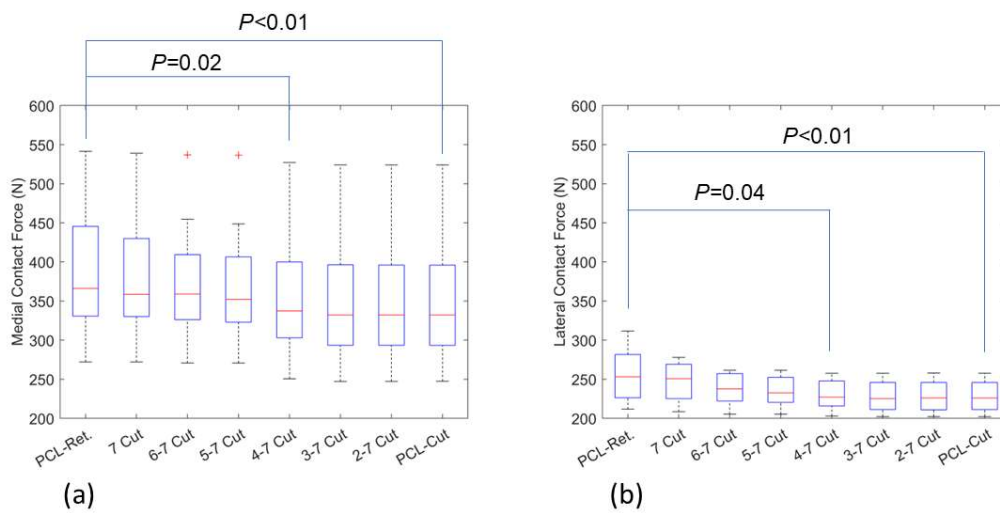 P<0.01
P=0.02
Medial Contact Force (N)
600
550
500
450
400
350
300
250
200
PCL-Ret.
7 Cut
6-7 Cut
5-7 Cut
4-7 Cut
3-7 Cut
2-7 Cut
PCL-Cut
(a)
P<0.01
P=0.04
Lateral Contact Force (N)
600
550
500
450
400
350
300
250
200
PCL-Ret.
7 Cut
6-7 Cut
5-7 Cut
4-7 Cut
3-7 Cut
2-7 Cut
PCL-Cut
(b)